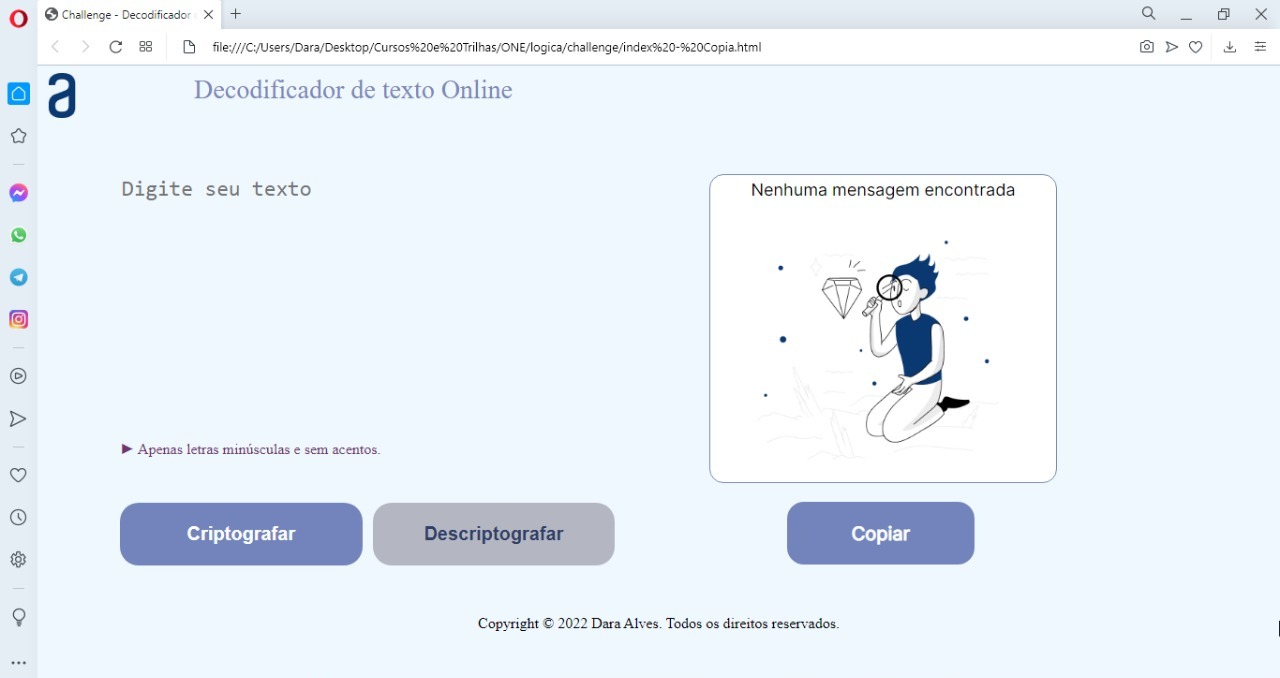 Challenge - Decodificador
file:///C:/Users/Dara/Desktop/Cursos%20e%20Trilhas/ONE/logica/challenge/index%20-%20Copia.html
a
Decodificador de texto Online
Digite seu texto
Nenhuma mensagem encontrada
► Apenas letras minúsculas e sem acentos.
Criptografar
Descriptografar
Copiar
Copyright © 2022 Dara Alves. Todos os direitos reservados.